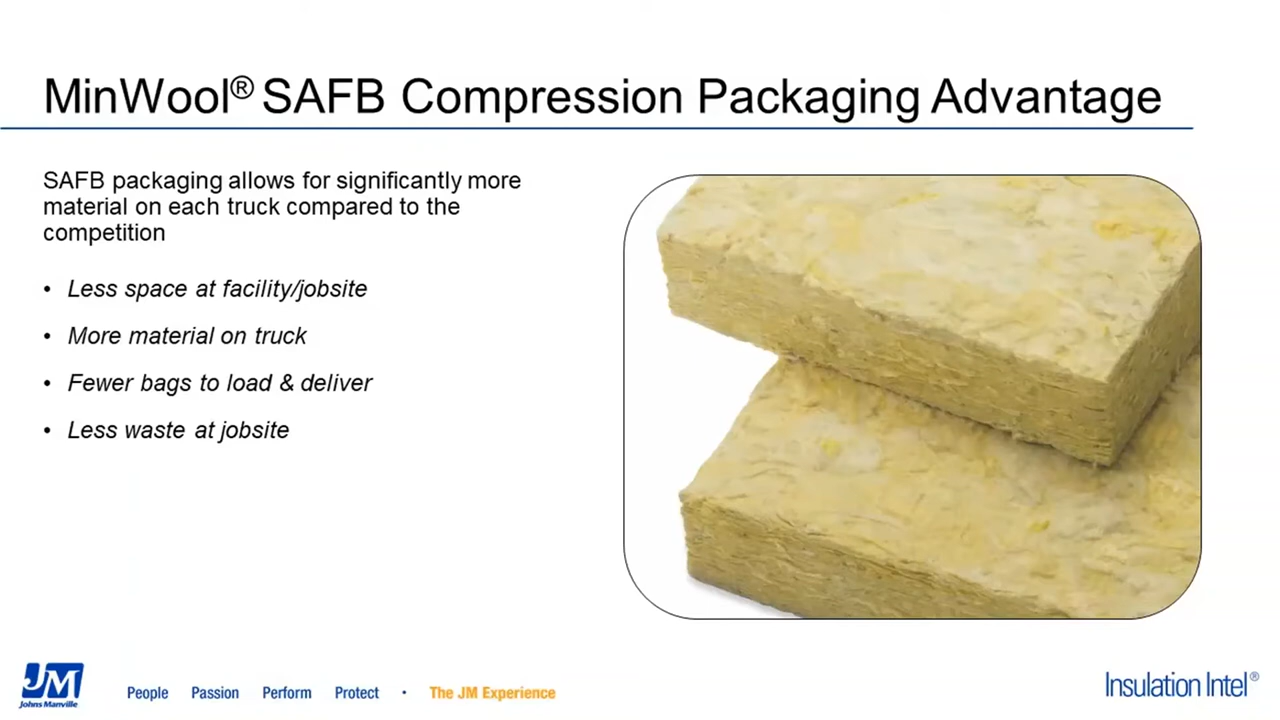 MinWool® SAFB Compression Packaging Advantage
SAFB packaging allows for significantly more
material on each truck compared to the
competition
• Less space at facility/jobsite
• More material on truck
• Fewer bags to load & deliver
• Less waste at jobsite
JM
Johns Manville
People Passion Perform Protect • The JM Experience
Insulation Intel®